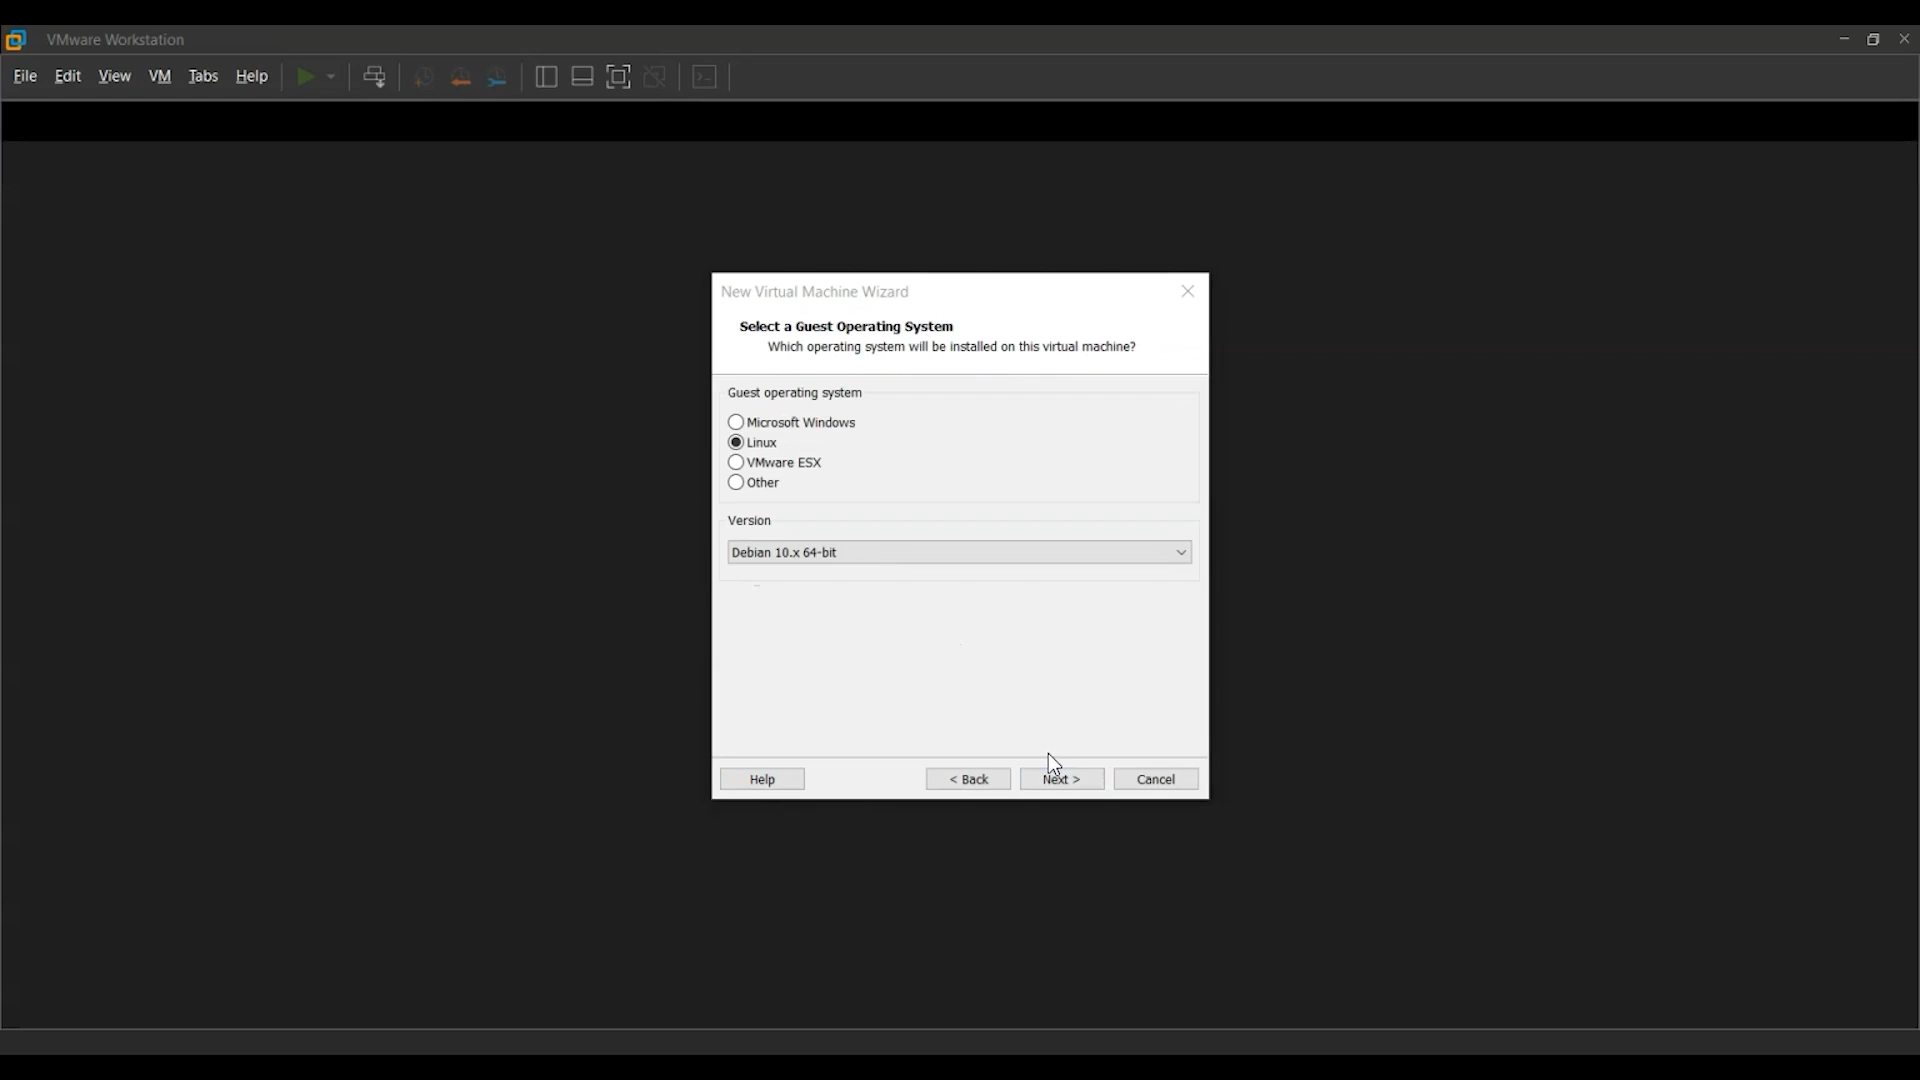 VMware Workstation
File Edit View VM Tabs Help
New Virtual Machine Wizard
Select a Guest Operating System
Which operating system will be installed on this virtual machine?
Guest operating system
Microsoft Windows
Linux
VMware ESX
Other
Version
Debian 10.x 64-bit
Help < Back Next > Cancel